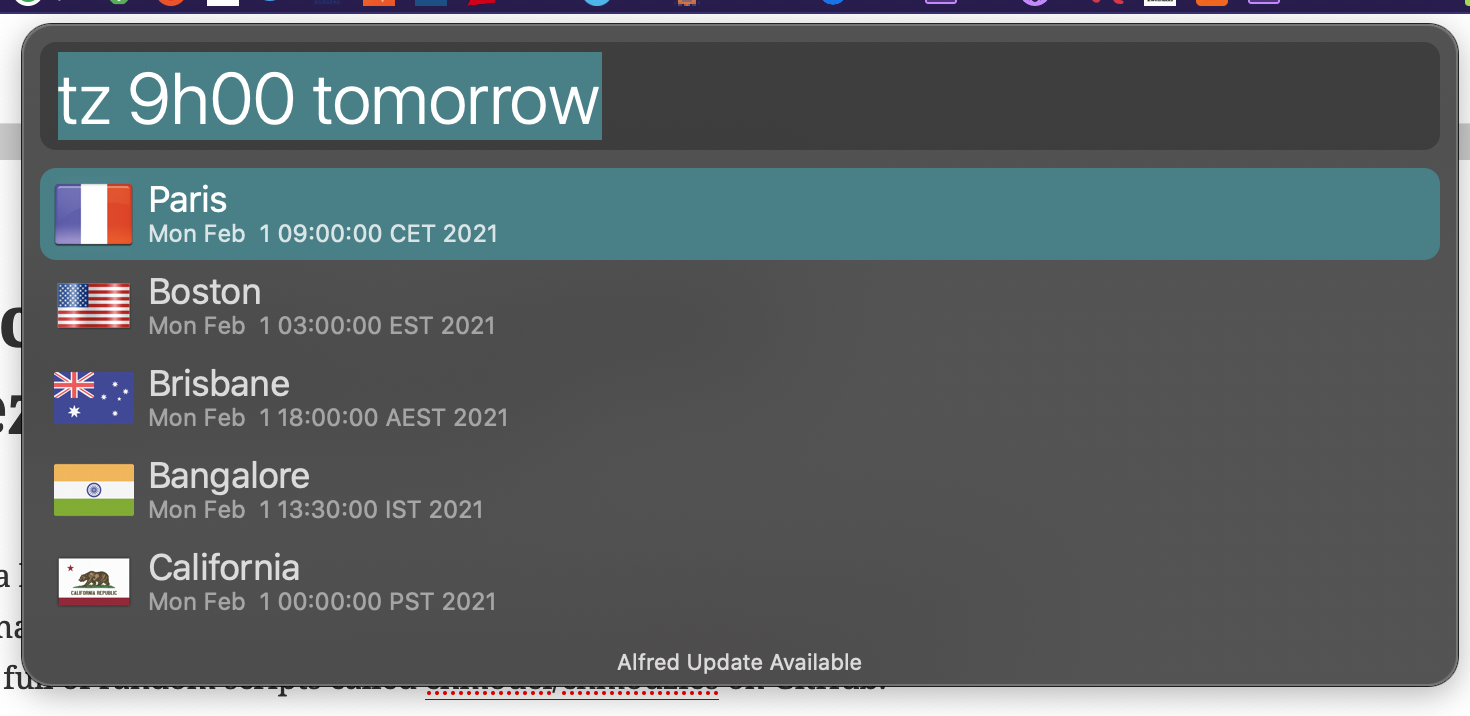 tz 9h00 tomorrow
Paris
Mon Feb  1 09:00:00 CET 2021
Boston
Mon Feb  1 03:00:00 EST 2021
Brisbane
Mon Feb  1 18:00:00 AEST 2021
Bangalore
Mon Feb  1 13:30:00 IST 2021
CALIFORNIA REPUBLIC
California
Mon Feb  1 00:00:00 PST 2021
Alfred Update Available